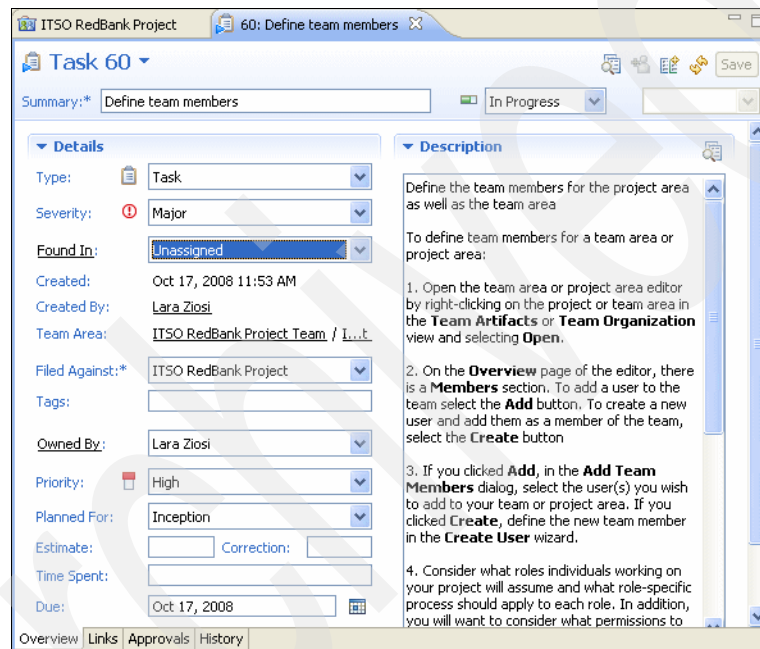 ITSO RedBank Project
60: Define team members
Task 60
Save
Summary:* Define team members
In Progress
Details
Type: Task
Severity: Major
Found In: Unassigned
Created: Oct 17, 2008 11:53 AM
Created By: Lara Ziosi
Team Area: ITSO RedBank Project Team / I...t
Filed Against:* ITSO RedBank Project
Tags:
Owned By: Lara Ziosi
Priority: High
Planned For: Inception
Estimate: Correction:
Time Spent:
Due: Oct 17, 2008
Description
Define the team members for the project area
as well as the team area
To define team members for a team area or
project area:
1. Open the team area or project area editor
by right-clicking on the project or team area in
the Team Artifacts or Team Organization
view and selecting Open.
2. On the Overview page of the editor, there
is a Members section. To add a user to the
team select the Add button. To create a new
user and add them as a member of the team,
select the Create button
3. If you clicked Add, in the Add Team
Members dialog, select the user(s) you wish
to add to your team or project area. If you
clicked Create, define the new team member
in the Create User wizard.
4. Consider what roles individuals working on
your project will assume and what role-specific
process should apply to each role. In addition,
you will want to consider what permissions to
Overview Links Approvals History